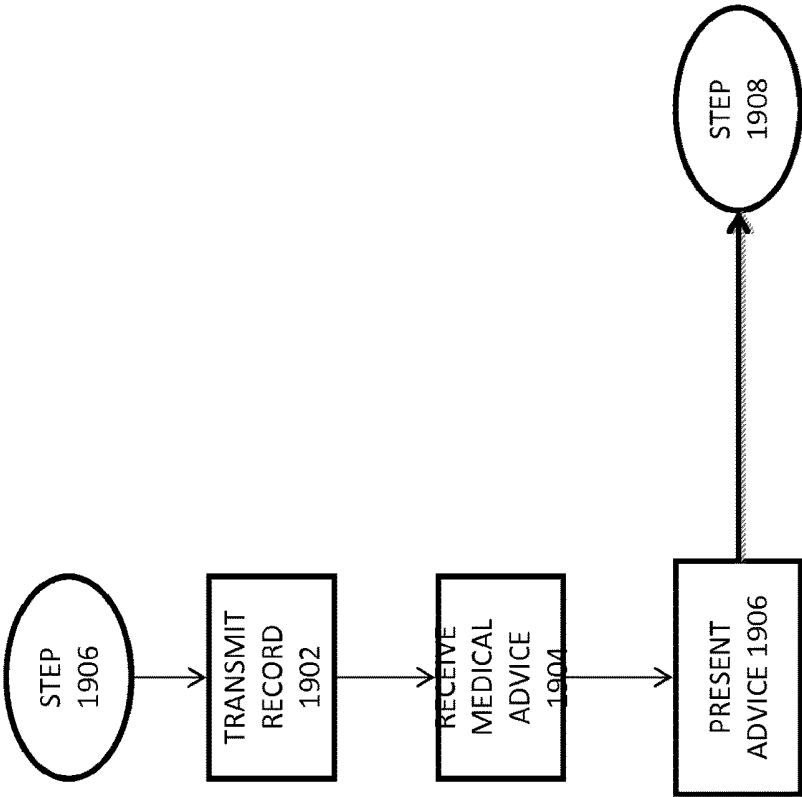 STEP
1906
TRANSMIT
RECORD
1902
RECEIVE
MEDICAL
ADVICE
1904
PRESENT
ADVICE 1906
STEP
1908